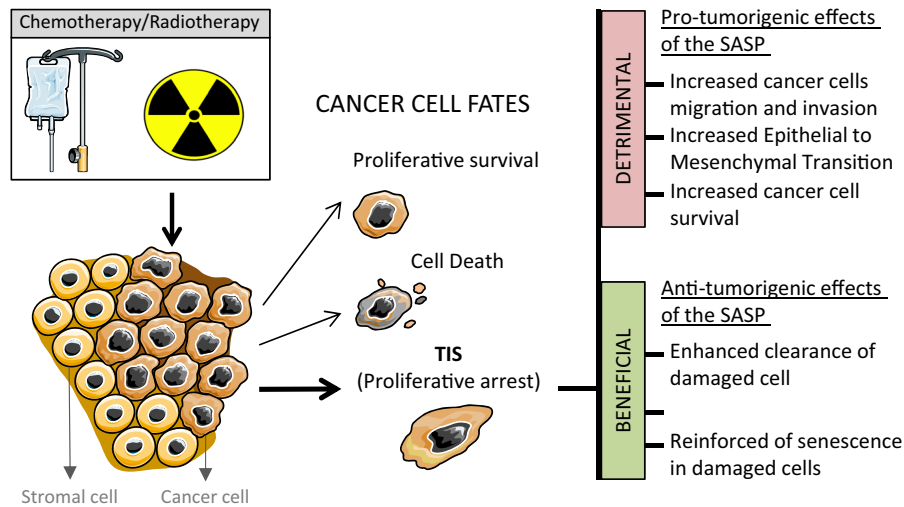 Chemotherapy/Radiotherapy
CANCER CELL FATES
Proliferative survival
Cell Death
TIS
(Proliferative arrest)
Stromal cell
Cancer cell
DETRIMENTAL
Pro-tumorigenic effects
of the SASP
Increased cancer cells
migration and invasion
Increased Epithelial to
Mesenchymal Transition
Increased cancer cell
survival
BENEFICIAL
Anti-tumorigenic effects
of the SASP
Enhanced clearance of
damaged cell
Reinforced of senescence
in damaged cells